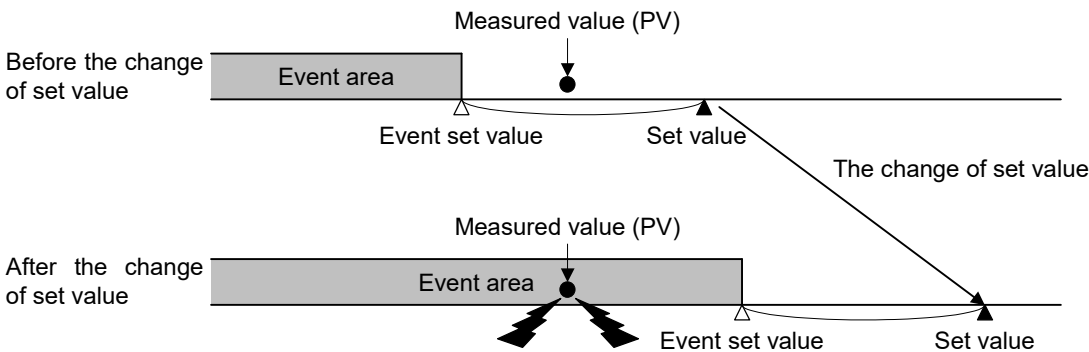 Measured value (PV)
Before the change
of set value
Event area
Event set value
Set value
The change of set value
Measured value (PV)
After the change
of set value
Event area
Event set value
Set value